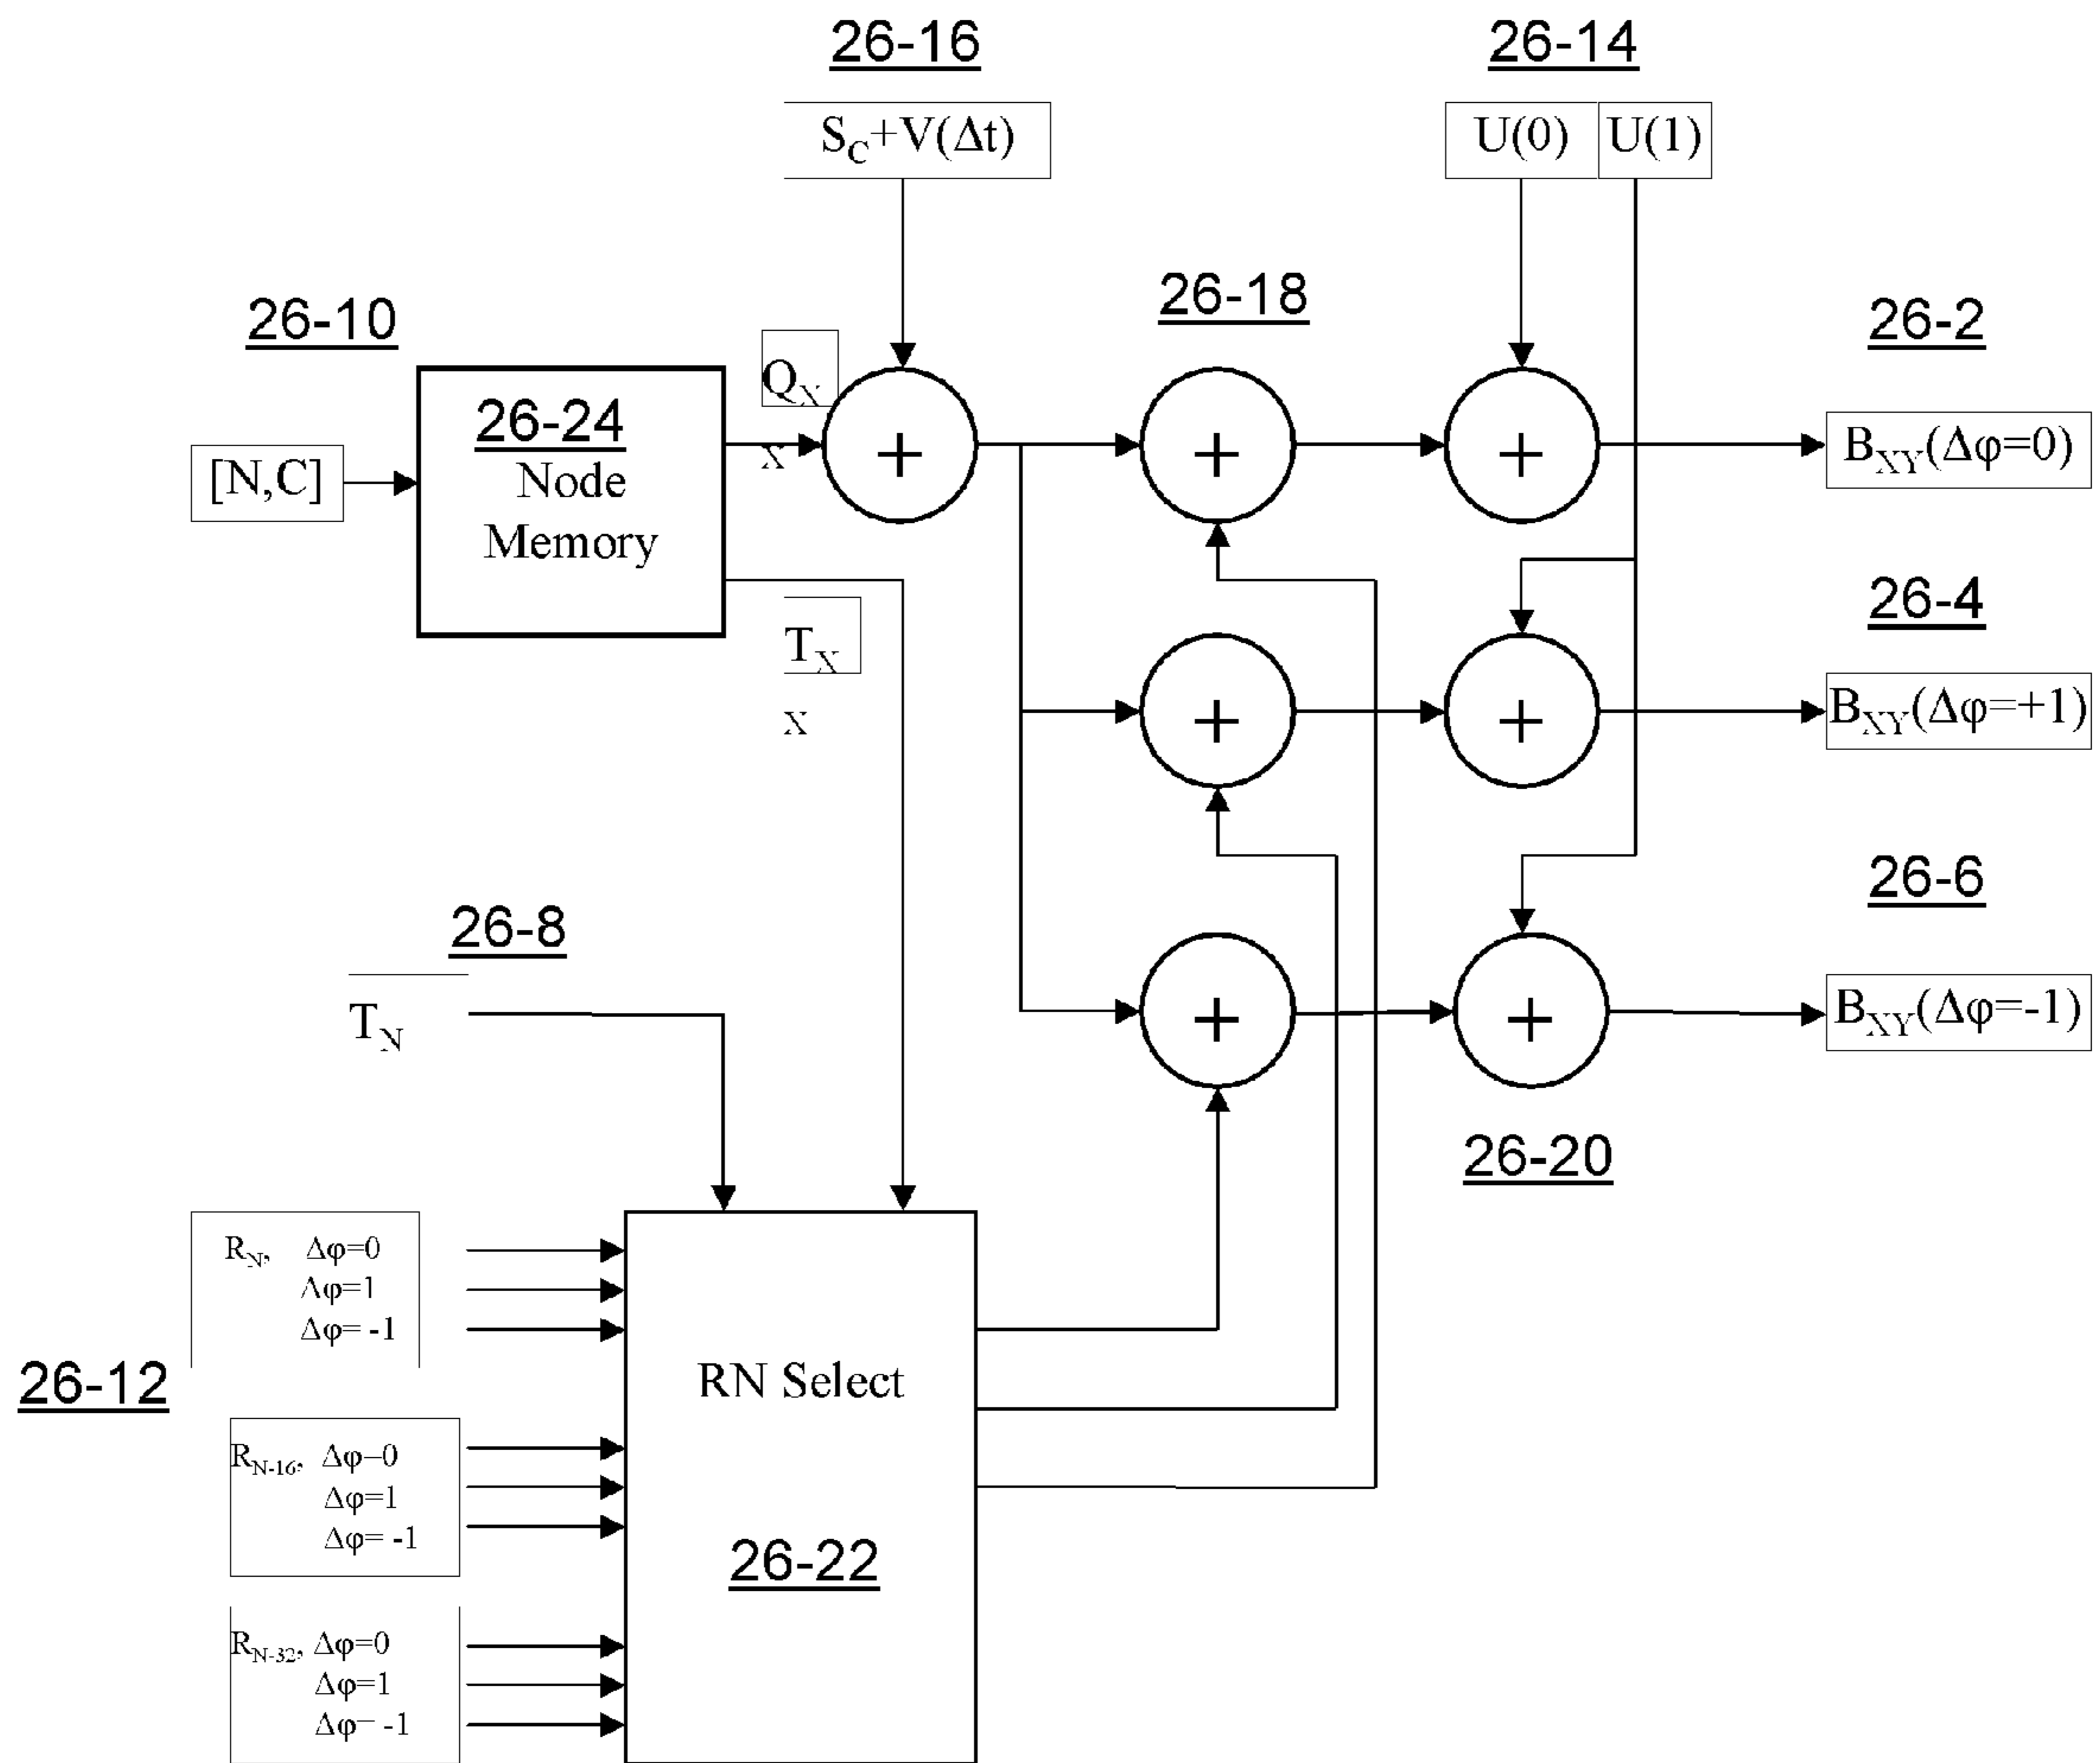 26-16
26-14
S_C+V(Δt)
U(0)
U(1)
26-10
26-18
26-2
Q_X
X
26-24
Node
Memory
[N,C]
+
+
+
B_XY(Δφ=0)
26-4
T_X
X
+
+
B_XY(Δφ=+1)
26-6
26-8
T_N
+
+
B_XY(Δφ=-1)
26-20
R_N, Δφ=0
Δφ=1
Δφ= -1
26-12
RN Select
R_N-16, Δφ=0
Δφ=1
Δφ= -1
26-22
R_N-32, Δφ=0
Δφ=1
Δφ= -1